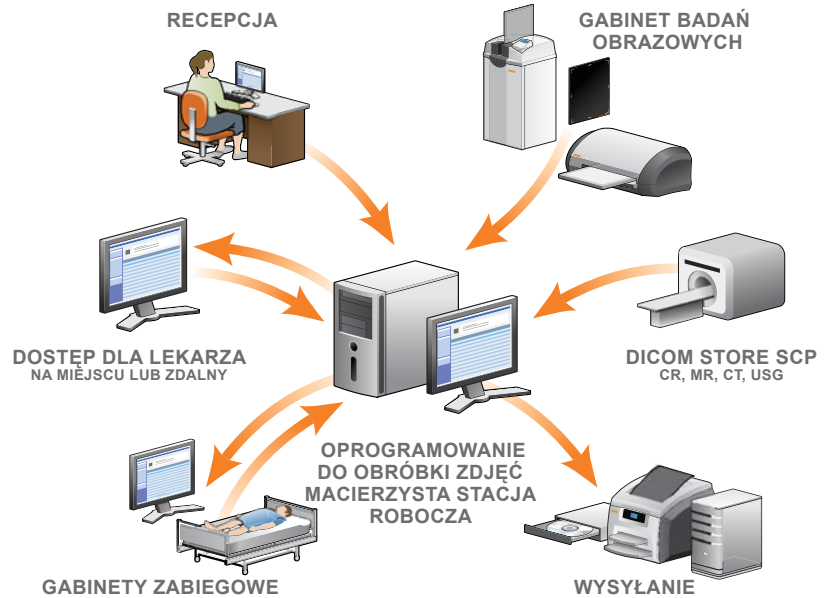 RECEPCJA
GABINET BADAŃ
OBRAZOWYCH
DOSTĘP DLA LEKARZA
NA MIEJSCU LUB ZDALNY
DICOM STORE SCP
CR, MR, CT, USG
OPROGRAMOWANIE
DO OBRÓBKI ZDJĘĆ
MACIERZYSTA STACJA
ROBOCZA
GABINETY ZABIEGOWE
WYSYŁANIE